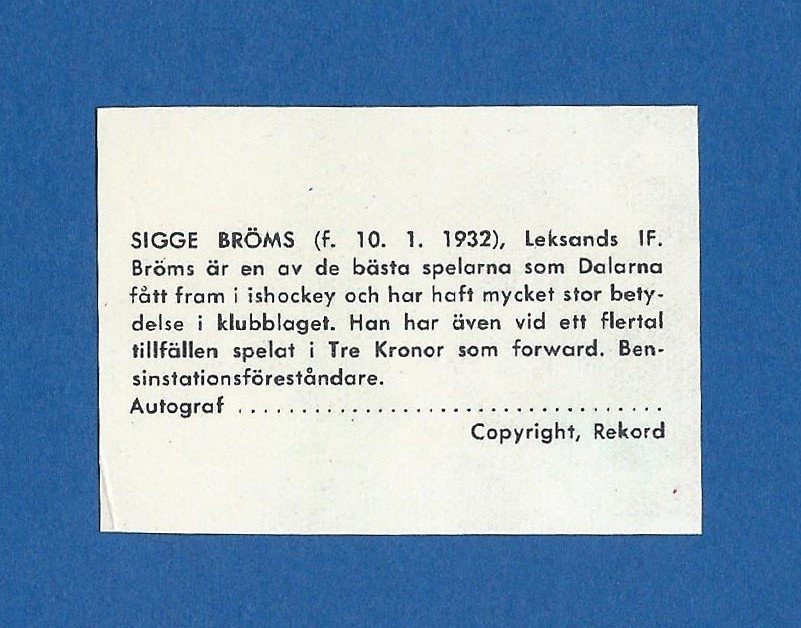 SIGGE BRÖMS (f. 10. 1. 1932), Leksands IF.
Bröms är en av de bästa spelarna som Dalarna
fått fram i ishockey och har haft mycket stor bety-
delse i klubblaget. Han har även vid ett flertal
tillfällen spelat i Tre Kronor som forward. Ben-
sinstationsföreståndare.
Autograf ..................................
Copyright, Rekord